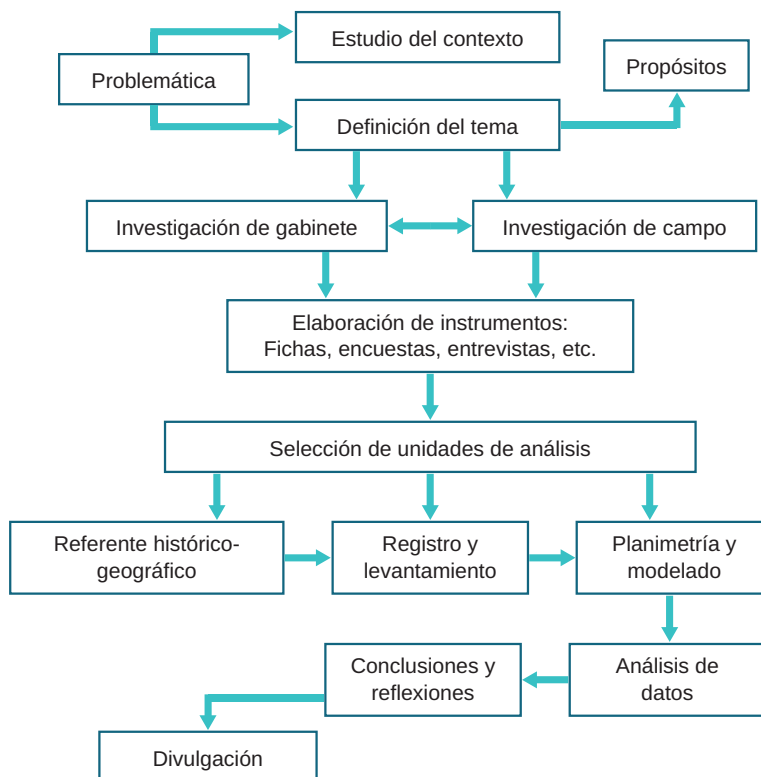 Estudio del contexto
Problemática
Propósitos
Definición del tema
Investigación de gabinete
Investigación de campo
Elaboración de instrumentos:
Fichas, encuestas, entrevistas, etc.
Selección de unidades de análisis
Referente histórico-
geográfico
Registro y
levantamiento
Planimetría y
modelado
Conclusiones y
reflexiones
Análisis de
datos
Divulgación